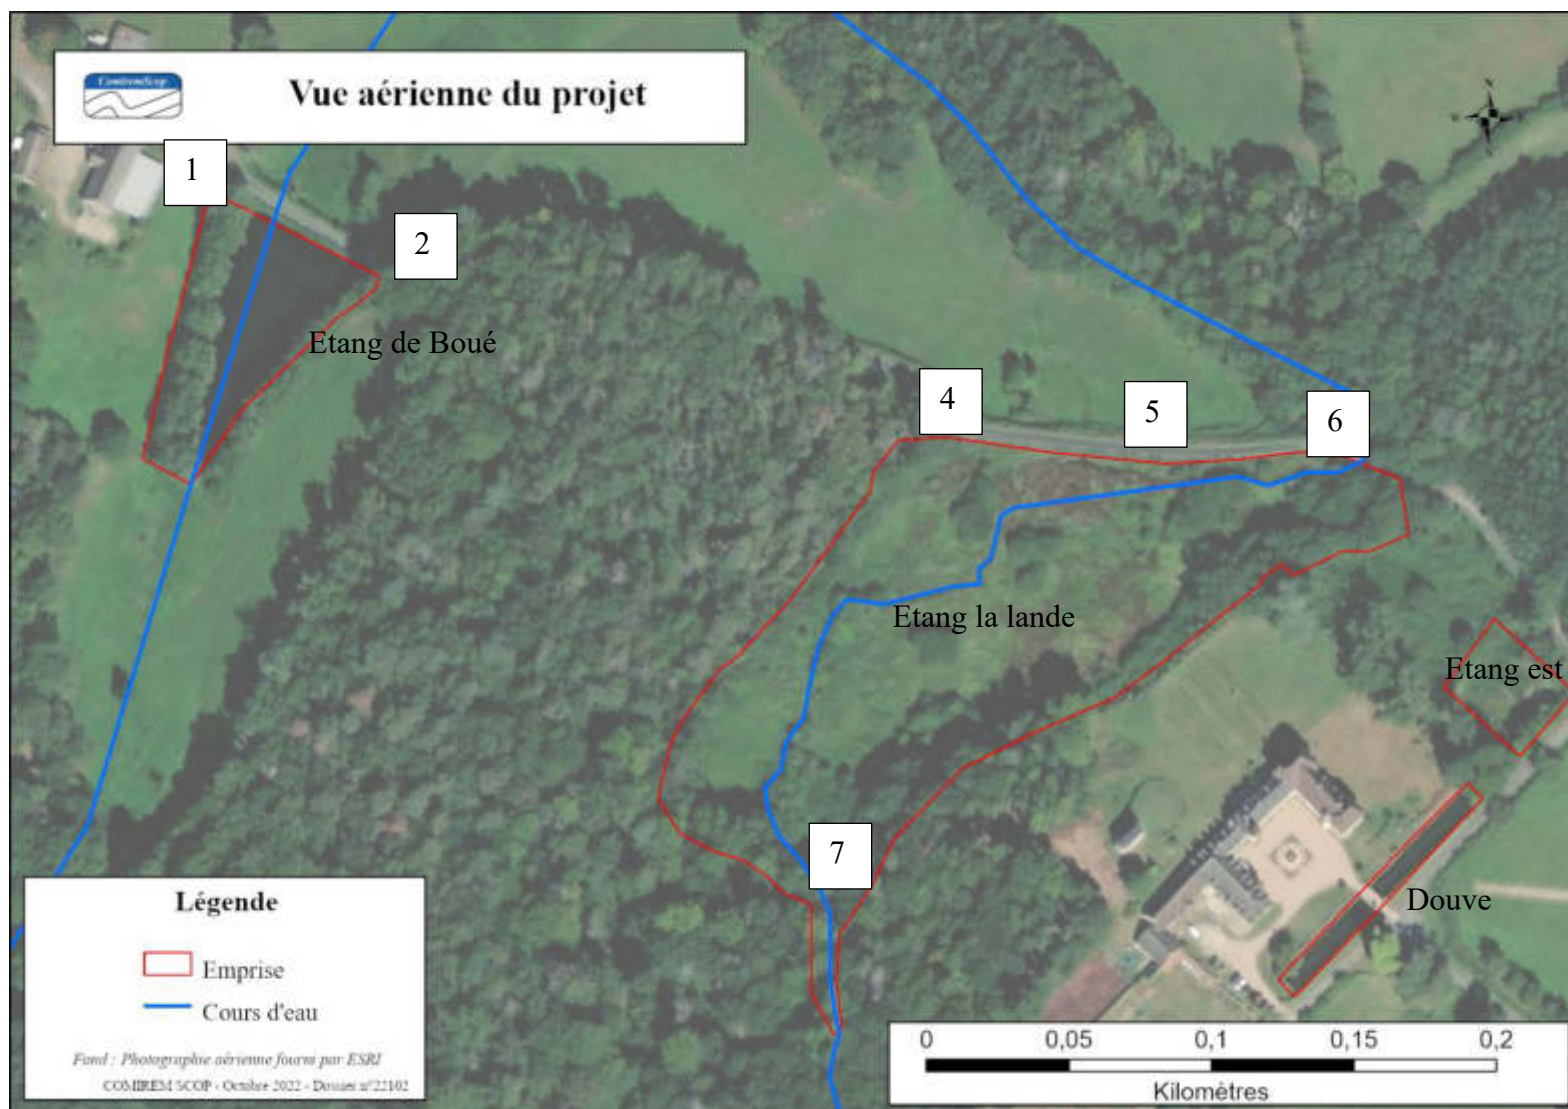 Vue aérienne du projet
1
2
Etang de Boué
4
5
6
Etang la lande
Etang est
7
Douve
Légende
Emprise
Cours d'eau
Fond : Photographie aérienne fourni par ESRI
COMIREM SCOP - Octobre 2022 - Dossier n°22102
0 0,05 0,1 0,15 0,2
Kilomètres